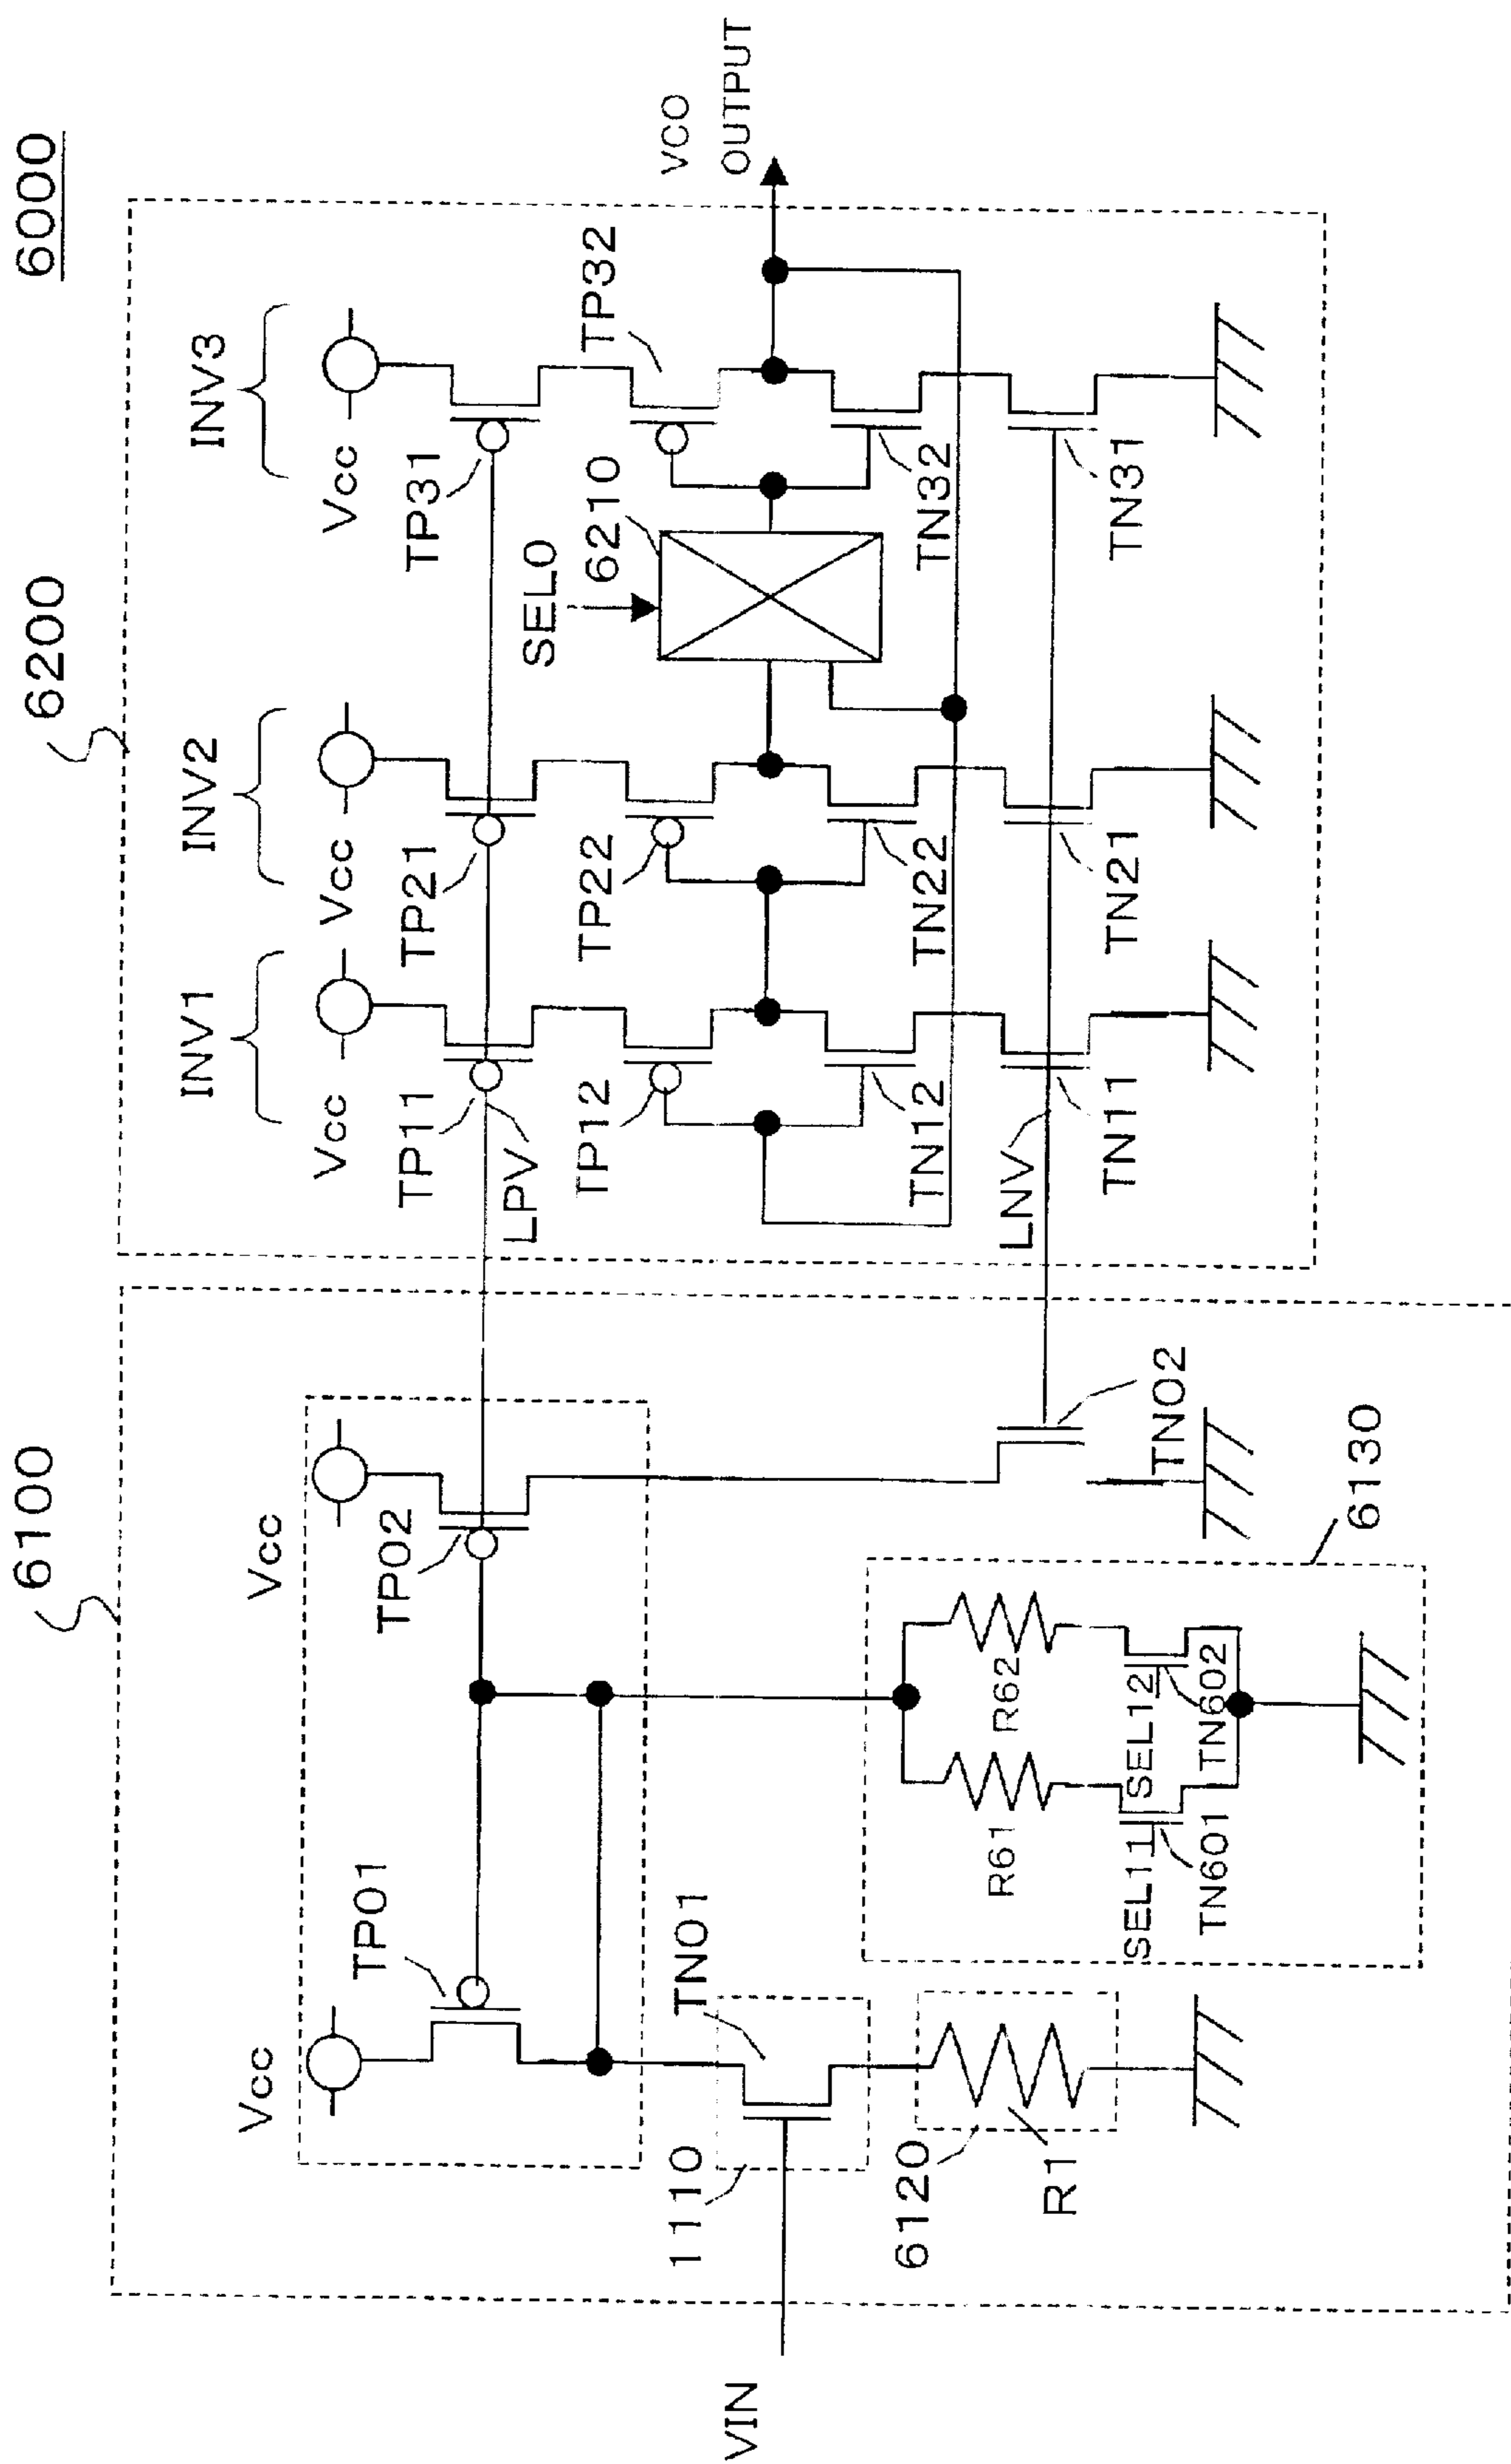 6000
6100
6200
INV1
INV2
INV3
Vcc
Vcc
Vcc
Vcc
Vcc
TP01
TP02
TP11
TP21
TP31
LPV
TP12
TP22
TP32
SEL0
6210
VCO
OUTPUT
TN01
1110
VIN
6120
R1
R61
R62
SEL11
SEL12
TN601
TN602
6130
TN02
TN12
TN22
TN32
LNV
TN11
TN21
TN31